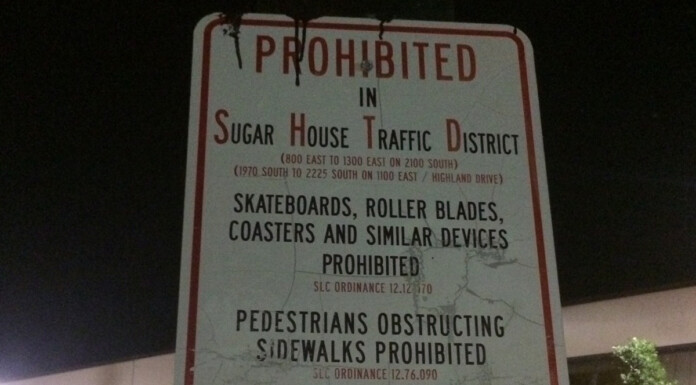 PROHIBITED
IN
SUGAR HOUSE TRAFFIC DISTRICT
(800 EAST TO 1300 EAST ON 2100 SOUTH)
(1970 SOUTH TO 2225 SOUTH ON 1100 EAST / HIGHLAND DRIVE)
SKATEBOARDS, ROLLER BLADES,
COASTERS AND SIMILAR DEVICES
PROHIBITED
SLC ORDINANCE
PEDESTRIANS OBSTRUCTING
SIDEWALKS PROHIBITED
SLC ORDINANCE 12.76.090